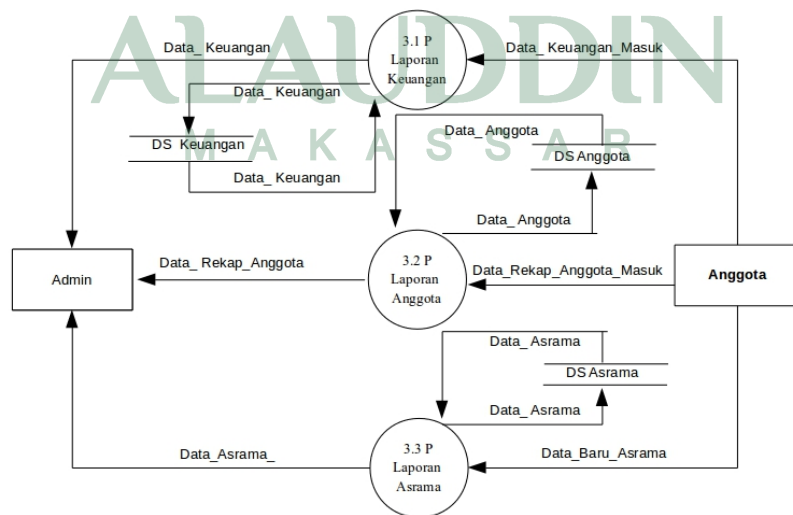 ALAUDDIN
MAKASSAR
Data_ Keuangan
3.1 P
Laporan
Keuangan
Data_ Keuangan_Masuk
Data_ Keuangan
DS Keuangan
Data_ Keuangan
Data_ Anggota
DS Anggota
Data_ Anggota
Admin
Data_ Rekap_Anggota
3.2 P
Laporan
Anggota
Data_Rekap_Anggota_Masuk
Anggota
Data_ Asrama
DS Asrama
Data_ Asrama
Data_Asrama_
3.3 P
Laporan
Asrama
Data_Baru_Asrama